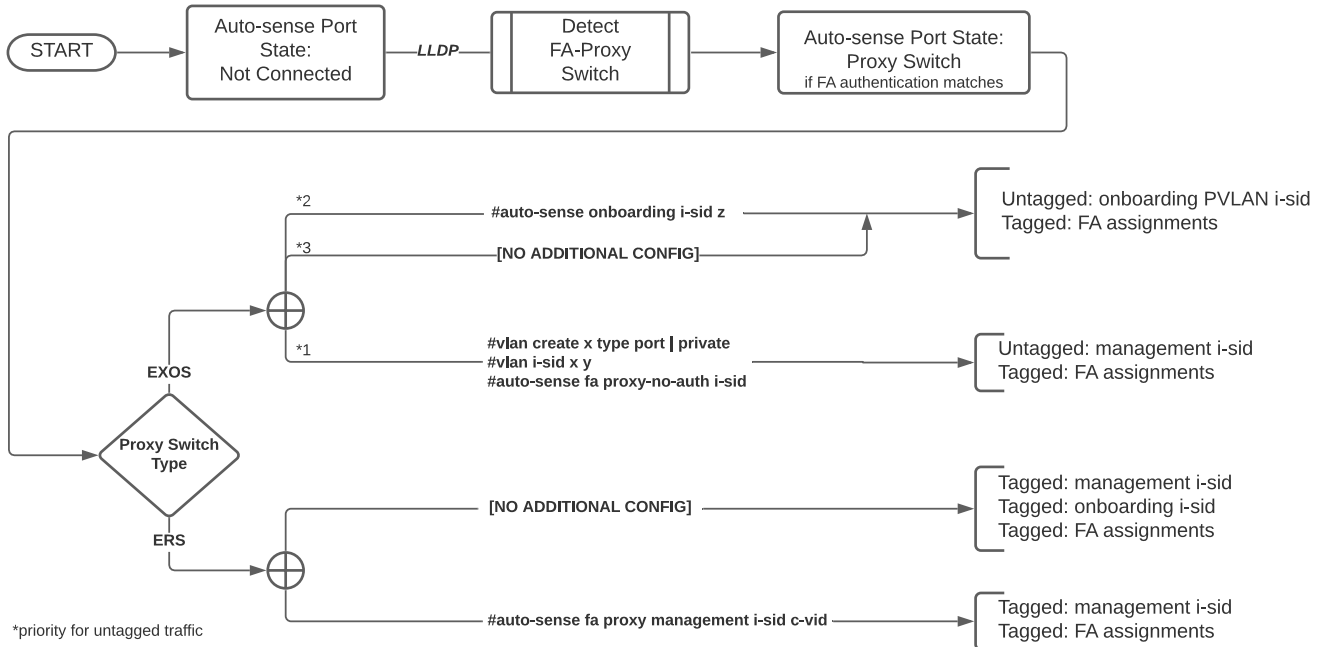 START
Auto-sense Port
State:
Not Connected
LLDP
Detect
FA-Proxy
Switch
Auto-sense Port State:
Proxy Switch
if FA authentication matches
*2
#auto-sense onboarding i-sid z
Untagged: onboarding PVLAN i-sid
Tagged: FA assignments
*3
[NO ADDITIONAL CONFIG]
*1
#vlan create x type port | private
#vlan i-sid x y
#auto-sense fa proxy-no-auth i-sid
Untagged: management i-sid
Tagged: FA assignments
EXOS
Proxy Switch
Type
ERS
[NO ADDITIONAL CONFIG]
Tagged: management i-sid
Tagged: onboarding i-sid
Tagged: FA assignments
#auto-sense fa proxy management i-sid c-vid
Tagged: management i-sid
Tagged: FA assignments
*priority for untagged traffic